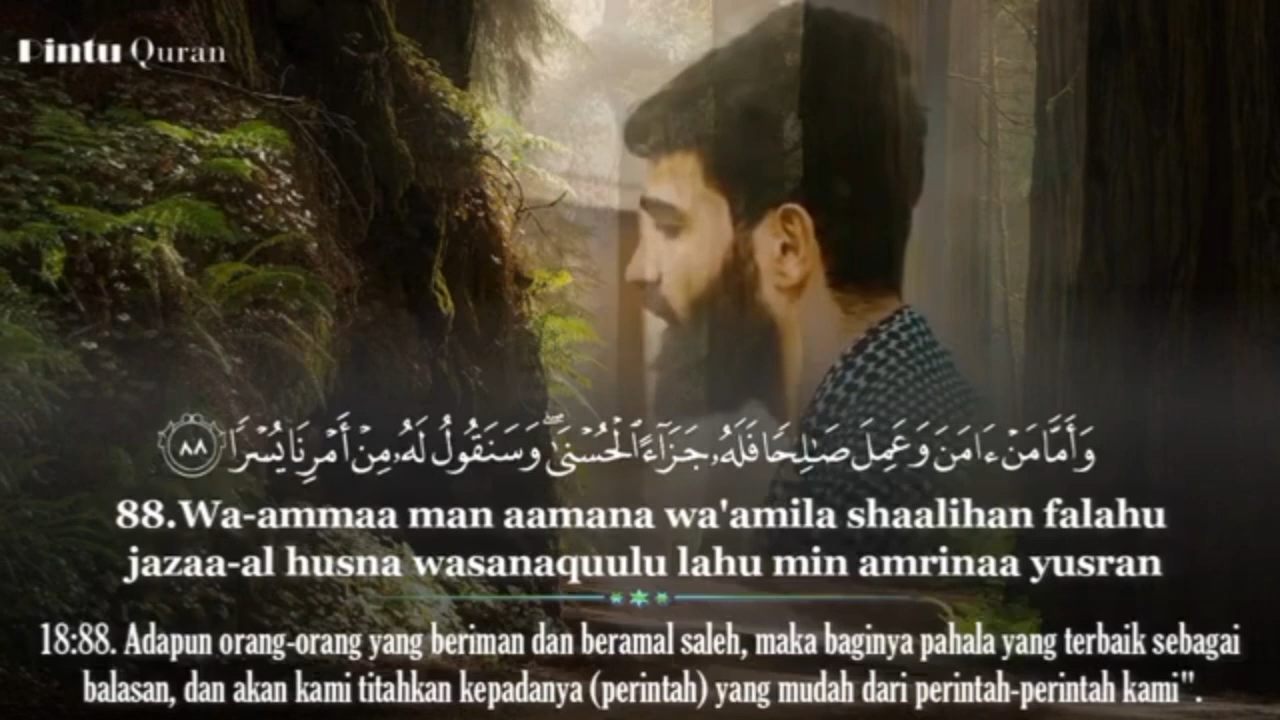 Pintu Quran
وَأَمَّا مَنْ ءَامَنَ وَعَمِلَ صَـٰلِحًا فَلَهُۥ جَزَآءً ٱلْحُسْنَىٰ ۖ وَسَنَقُولُ لَهُۥ مِنْ أَمْرِنَا يُسْرًا ٨٨
88.Wa-ammaa man aamana wa'amila shaalihan falahu
jazaa-al husna wasanaquulu lahu min amrinaa yusran
18:88. Adapun orang-orang yang beriman dan beramal saleh, maka baginya pahala yang terbaik sebagai
balasan, dan akan kami titahkan kepadanya (perintah) yang mudah dari perintah-perintah kami".